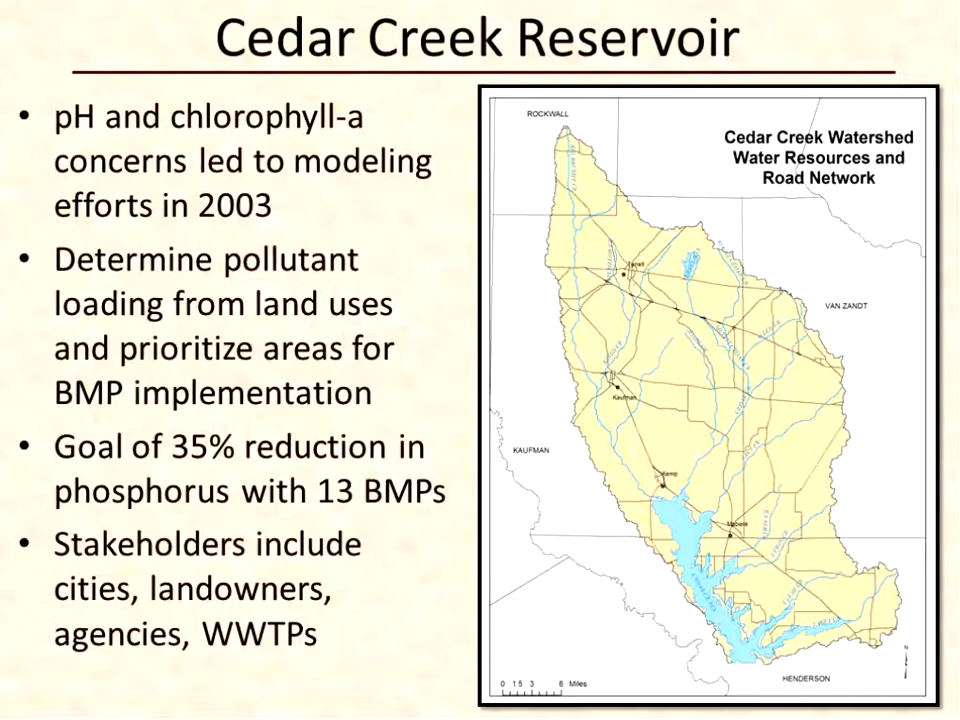 Cedar Creek Reservoir
• pH and chlorophyll-a
concerns led to modeling
efforts in 2003
• Determine pollutant
loading from land uses
and prioritize areas for
BMP implementation
• Goal of 35% reduction in
phosphorus with 13 BMPs
• Stakeholders include
cities, landowners,
agencies, WWTPs
ROCKWALL
Cedar Creek Watershed
Water Resources and
Road Network
VAN ZANDT
Kaufman
KAUFMAN
Kemp
Mabank
HENDERSON
N
0 1.5 3 6 Miles